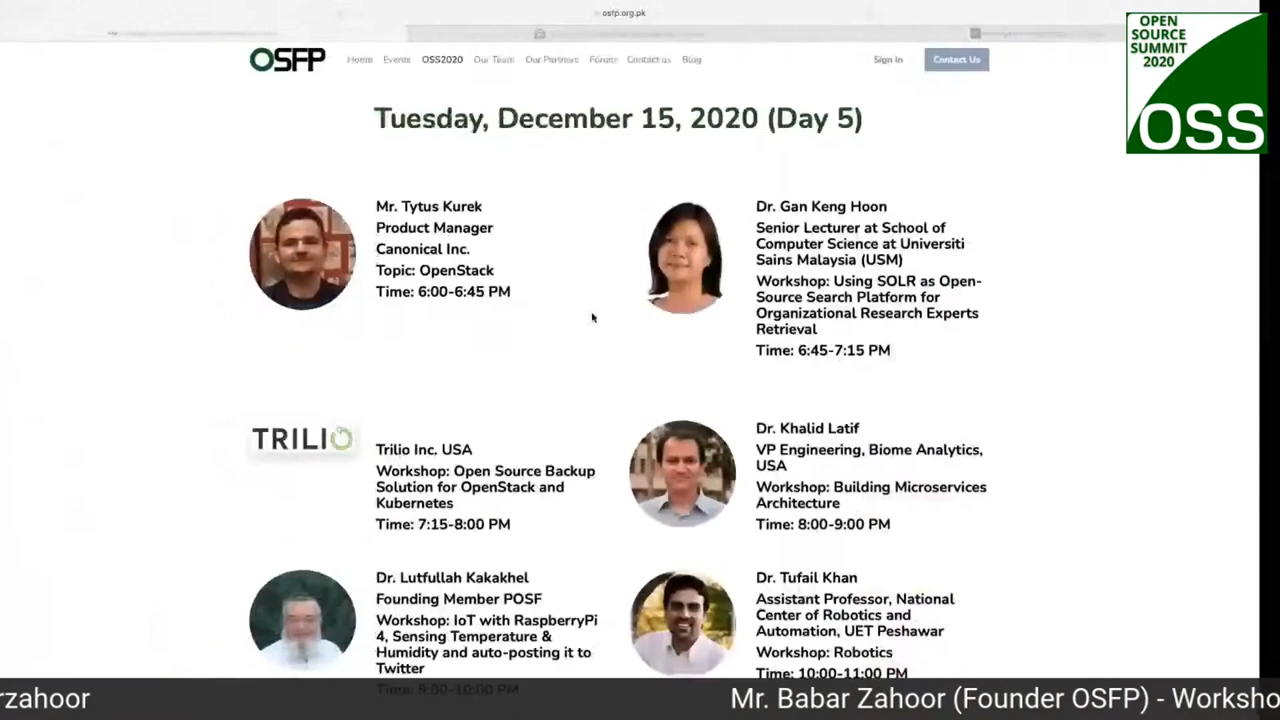 osfp.org.pk
OSFP
Home Events OSS2020 Our Team Our Partners Forum Contact us Blog Sign In Contact Us
OPEN
SOURCE
SUMMIT
2020
OSS
Tuesday, December 15, 2020 (Day 5)
Mr. Tytus Kurek
Product Manager
Canonical Inc.
Topic: OpenStack
Time: 6:00-6:45 PM
Dr. Gan Keng Hoon
Senior Lecturer at School of
Computer Science at Universiti
Sains Malaysia (USM)
Workshop: Using SOLR as Open-
Source Search Platform for
Organizational Research Experts
Retrieval
Time: 6:45-7:15 PM
TRILIO
Trilio Inc. USA
Workshop: Open Source Backup
Solution for OpenStack and
Kubernetes
Time: 7:15-8:00 PM
Dr. Khalid Latif
VP Engineering, Biome Analytics,
USA
Workshop: Building Microservices
Architecture
Time: 8:00-9:00 PM
Dr. Lutfullah Kakakhel
Founding Member POSF
Workshop: IoT with RaspberryPi
4, Sensing Temperature &
Humidity and auto-posting it to
Twitter
Time: 9:00-10:00 PM
Dr. Tufail Khan
Assistant Professor, National
Center of Robotics and
Automation, UET Peshawar
Workshop: Robotics
Time: 10:00-11:00 PM
rzahoor Mr. Babar Zahoor (Founder OSFP) - Worksho